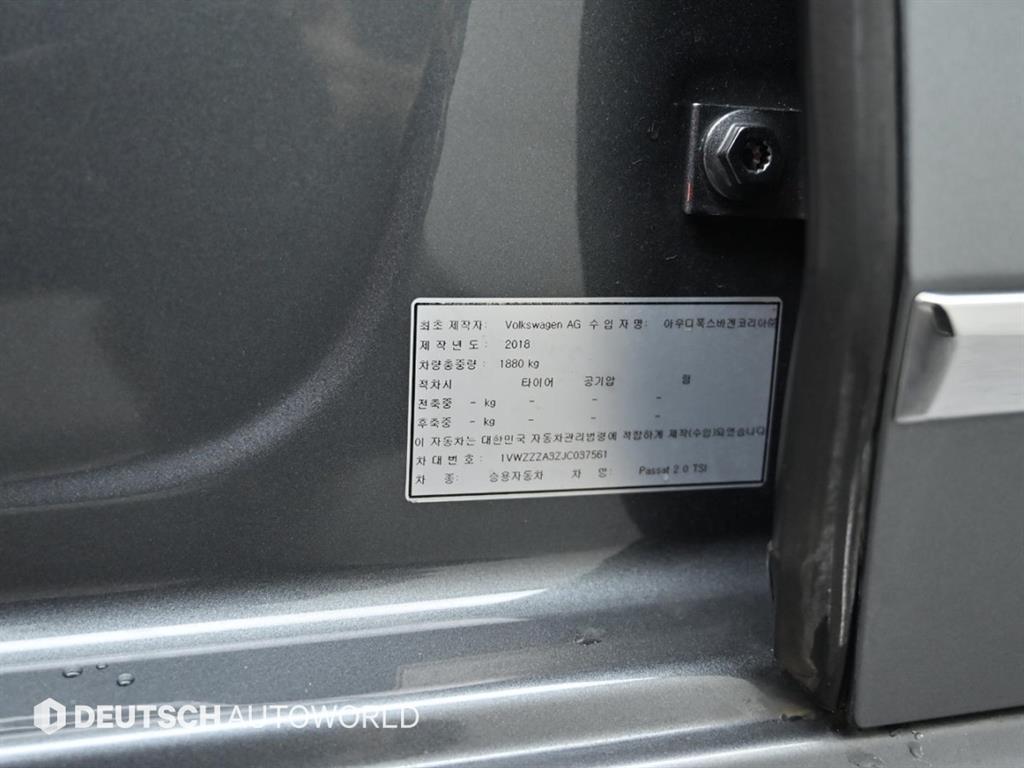 최초 제작자: Volkswagen AG 수 입 자 명: 아우디폭스바겐코리아㈜
제 작 년 도 : 2018
차량총중량 : 1880 kg
적차시 타이어 공기압 림
전축중 - kg - - -
후축중 - kg - - -
이 자동차는 대한민국 자동차관리법령에 적합하게 제작(수입)되었습니다
차 대 번 호 : 1VWZZZA3ZJC037561
차 종: 승용자동차 차 명: Passat 2.0 TSI
DEUTSCH AUTOWORLD